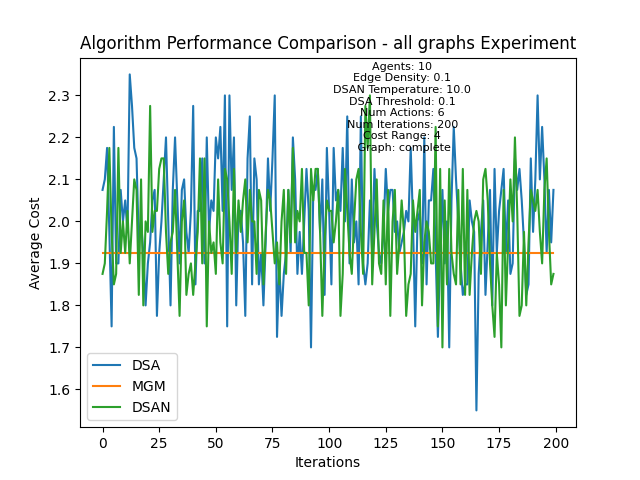 Algorithm Performance Comparison - all graphs Experiment
Agents: 10
Edge Density: 0.1
DSAN Temperature: 10.0
DSA Threshold: 0.1
Num Actions: 6
Num Iterations: 200
Cost Range: 4
Graph: complete
Average Cost
2.3
2.2
2.1
2.0
1.9
1.8
1.7
1.6
DSA
MGM
DSAN
0 25 50 75 100 125 150 175 200
Iterations